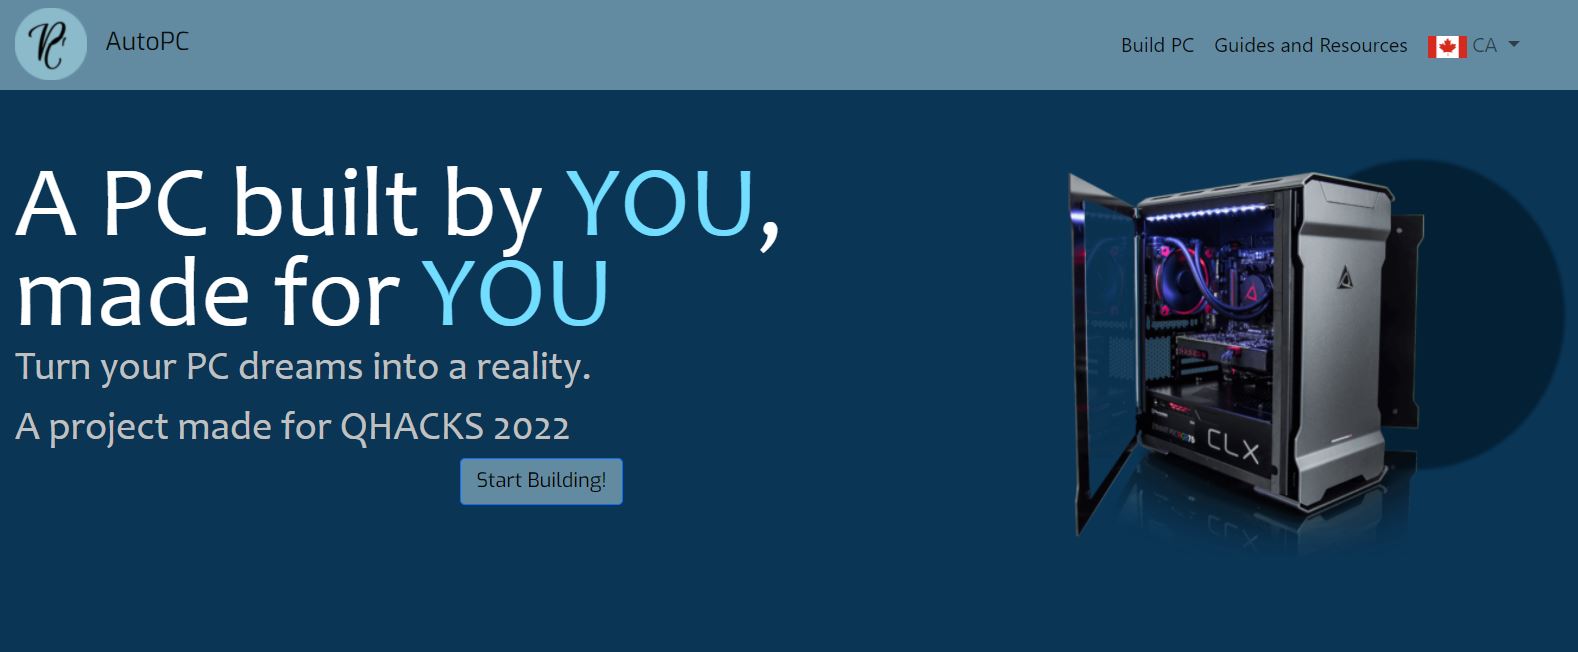 PC
AutoPC
Build PC
Guides and Resources
CA
A PC built by YOU,
made for YOU
Turn your PC dreams into a reality.
A project made for QHACKS 2022
Start Building!
CLX